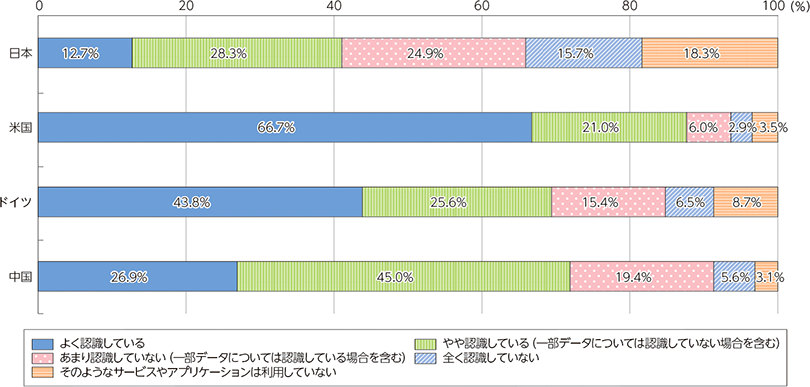 0 20 40 60 80 100 (%)
日本 12.7% 28.3% 24.9% 15.7% 18.3%
米国 66.7% 21.0% 6.0% 2.9% 3.5%
ドイツ 43.8% 25.6% 15.4% 6.5% 8.7%
中国 26.9% 45.0% 19.4% 5.6% 3.1%
よく認識している やや認識している (一部データについては認識していない場合を含む)
あまり認識していない (一部データについては認識している場合を含む) 全く認識していない
そのようなサービスやアプリケーションは利用していない